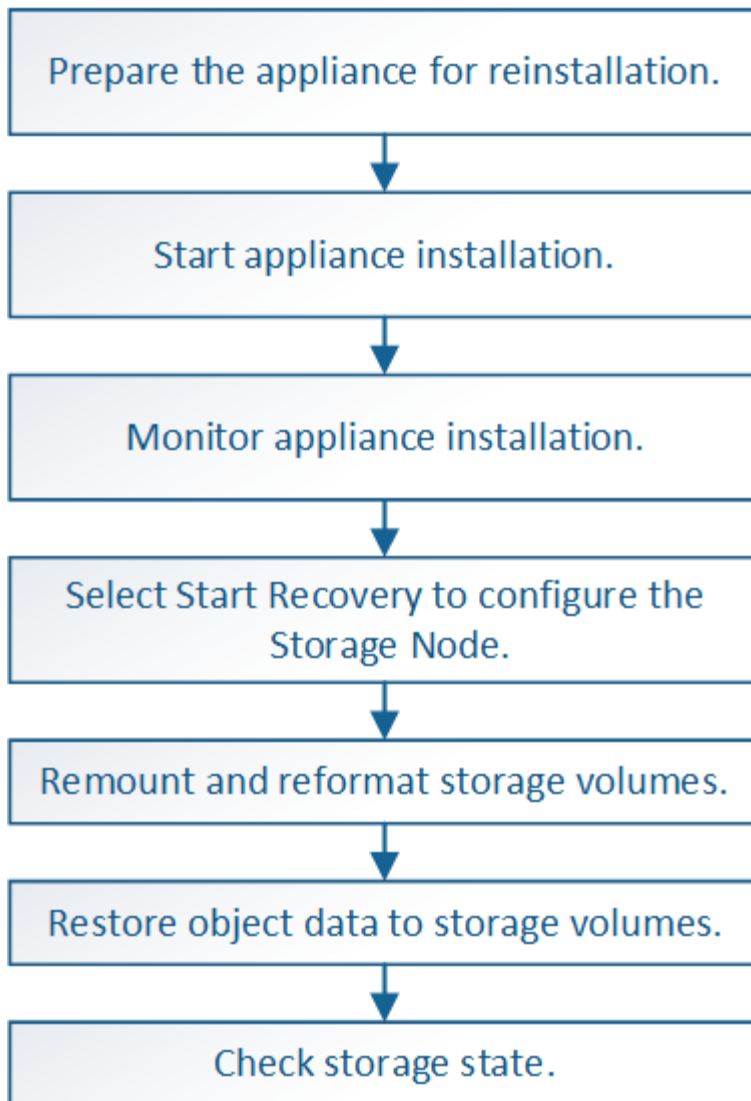 Prepare the appliance for reinstallation.
Start appliance installation.
Monitor appliance installation.
Select Start Recovery to configure the
Storage Node.
Remount and reformat storage volumes.
Restore object data to storage volumes.
Check storage state.